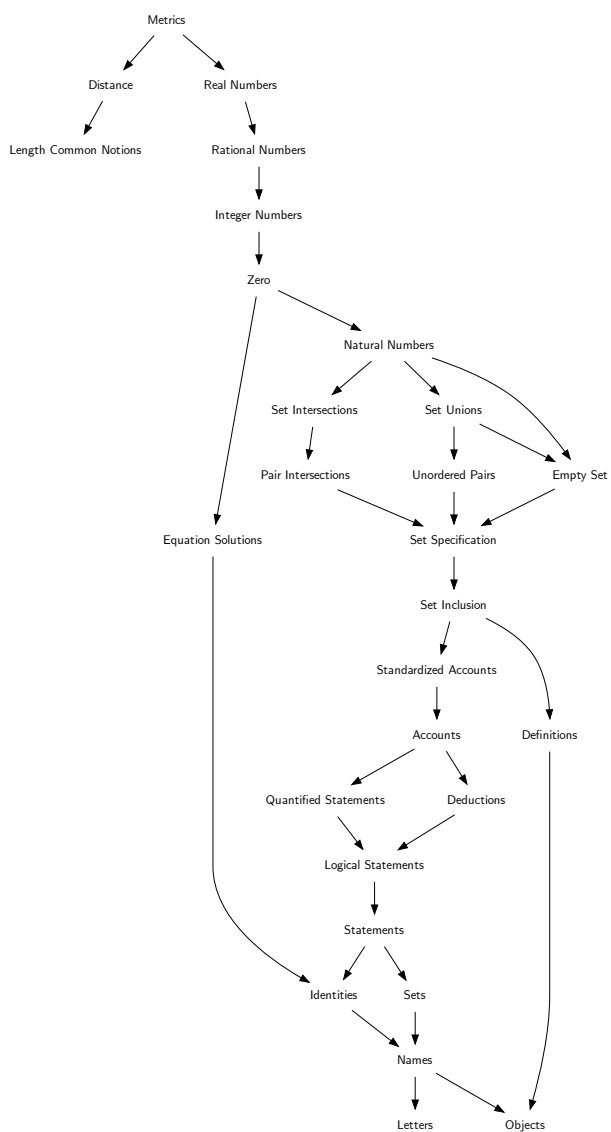 Metrics
Distance
Real Numbers
Length Common Notions
Rational Numbers
Integer Numbers
Zero
Natural Numbers
Set Intersections
Set Unions
Pair Intersections
Unordered Pairs
Empty Set
Equation Solutions
Set Specification
Set Inclusion
Standardized Accounts
Accounts
Definitions
Quantified Statements
Deductions
Logical Statements
Statements
Identities
Sets
Names
Letters
Objects